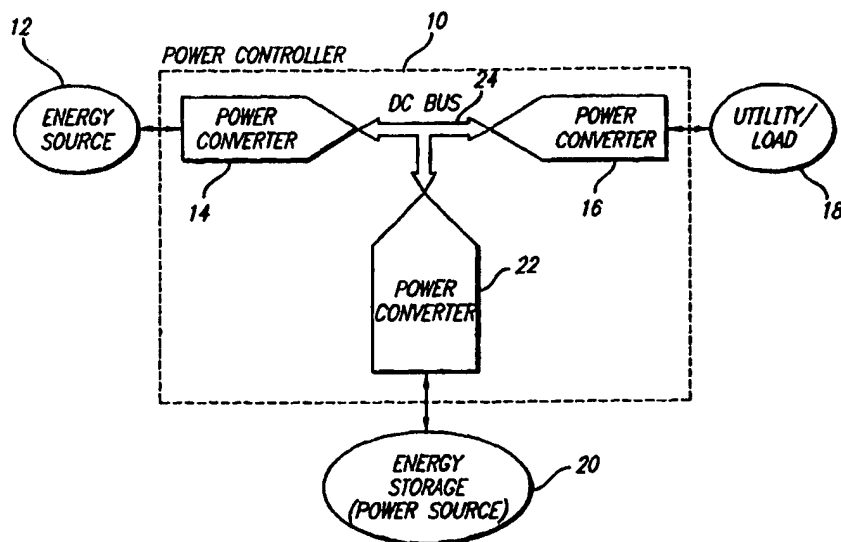 12
10
POWER CONTROLLER
DC BUS
24
ENERGY
SOURCE
POWER
CONVERTER
POWER
CONVERTER
UTILITY/
LOAD
14
16
18
22
POWER
CONVERTER
ENERGY
STORAGE
(POWER SOURCE)
20